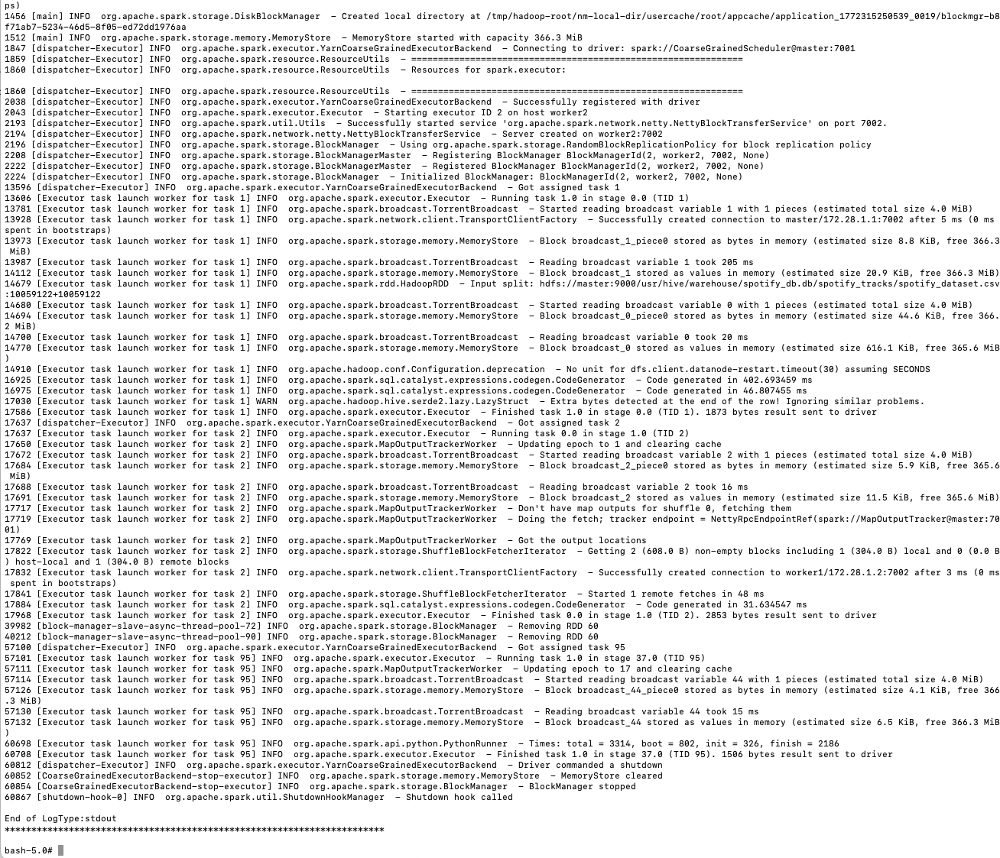 ps)
1456 [main] INFO  org.apache.spark.storage.DiskBlockManager  – Created local directory at /tmp/hadoop-root/nm-local-dir/usercache/root/appcache/application_1772315250539_0019/blockmgr-b8
f71ab7-5234-46d5-8f05-ed72dd1976aa
1512 [main] INFO  org.apache.spark.storage.memory.MemoryStore  – MemoryStore started with capacity 366.3 MiB
1847 [dispatcher-Executor] INFO  org.apache.spark.executor.YarnCoarseGrainedExecutorBackend  – Connecting to driver: spark://CoarseGrainedScheduler@master:7001
1859 [dispatcher-Executor] INFO  org.apache.spark.resource.ResourceUtils  – ==============================================================
1860 [dispatcher-Executor] INFO  org.apache.spark.resource.ResourceUtils  – Resources for spark.executor:

1860 [dispatcher-Executor] INFO  org.apache.spark.resource.ResourceUtils  – ==============================================================
2038 [dispatcher-Executor] INFO  org.apache.spark.executor.YarnCoarseGrainedExecutorBackend  – Successfully registered with driver
2043 [dispatcher-Executor] INFO  org.apache.spark.executor.Executor  – Starting executor ID 2 on host worker2
2193 [dispatcher-Executor] INFO  org.apache.spark.util.Utils  – Successfully started service 'org.apache.spark.network.netty.NettyBlockTransferService' on port 7002.
2194 [dispatcher-Executor] INFO  org.apache.spark.network.netty.NettyBlockTransferService  – Server created on worker2:7002
2196 [dispatcher-Executor] INFO  org.apache.spark.storage.BlockManager  – Using org.apache.spark.storage.RandomBlockReplicationPolicy for block replication policy
2208 [dispatcher-Executor] INFO  org.apache.spark.storage.BlockManagerMaster  – Registering BlockManager BlockManagerId(2, worker2, 7002, None)
2222 [dispatcher-Executor] INFO  org.apache.spark.storage.BlockManagerMaster  – Registered BlockManager BlockManagerId(2, worker2, 7002, None)
2224 [dispatcher-Executor] INFO  org.apache.spark.storage.BlockManager  – Initialized BlockManager: BlockManagerId(2, worker2, 7002, None)
13596 [dispatcher-Executor] INFO  org.apache.spark.executor.YarnCoarseGrainedExecutorBackend  – Got assigned task 1
13606 [Executor task launch worker for task 1] INFO  org.apache.spark.executor.Executor  – Running task 1.0 in stage 0.0 (TID 1)
13781 [Executor task launch worker for task 1] INFO  org.apache.spark.broadcast.TorrentBroadcast  – Started reading broadcast variable 1 with 1 pieces (estimated total size 4.0 MiB)
13928 [Executor task launch worker for task 1] INFO  org.apache.spark.network.client.TransportClientFactory  – Successfully created connection to master/172.28.1.1:7002 after 5 ms (0 ms
spent in bootstraps)
13973 [Executor task launch worker for task 1] INFO  org.apache.spark.storage.memory.MemoryStore  – Block broadcast_1_piece0 stored as bytes in memory (estimated size 8.8 KiB, free 366.3
 MiB)
13987 [Executor task launch worker for task 1] INFO  org.apache.spark.broadcast.TorrentBroadcast  – Reading broadcast variable 1 took 205 ms
14112 [Executor task launch worker for task 1] INFO  org.apache.spark.storage.memory.MemoryStore  – Block broadcast_1 stored as values in memory (estimated size 20.9 KiB, free 366.3 MiB)
14679 [Executor task launch worker for task 1] INFO  org.apache.spark.rdd.HadoopRDD  – Input split: hdfs://master:9000/usr/hive/warehouse/spotify_db.db/spotify_tracks/spotify_dataset.csv
:10059122+10059122
14680 [Executor task launch worker for task 1] INFO  org.apache.spark.broadcast.TorrentBroadcast  – Started reading broadcast variable 0 with 1 pieces (estimated total size 4.0 MiB)
14694 [Executor task launch worker for task 1] INFO  org.apache.spark.storage.memory.MemoryStore  – Block broadcast_0_piece0 stored as bytes in memory (estimated size 44.6 KiB, free 366.
2 MiB)
14700 [Executor task launch worker for task 1] INFO  org.apache.spark.broadcast.TorrentBroadcast  – Reading broadcast variable 0 took 20 ms
14770 [Executor task launch worker for task 1] INFO  org.apache.spark.storage.memory.MemoryStore  – Block broadcast_0 stored as values in memory (estimated size 616.1 KiB, free 365.6 MiB
)
14910 [Executor task launch worker for task 1] INFO  org.apache.hadoop.conf.Configuration.deprecation  – No unit for dfs.client.datanode-restart.timeout(30) assuming SECONDS
16925 [Executor task launch worker for task 1] INFO  org.apache.spark.sql.catalyst.expressions.codegen.CodeGenerator  – Code generated in 402.693459 ms
16975 [Executor task launch worker for task 1] INFO  org.apache.spark.sql.catalyst.expressions.codegen.CodeGenerator  – Code generated in 46.807455 ms
17030 [Executor task launch worker for task 1] WARN  org.apache.hadoop.hive.serde2.lazy.LazyStruct  – Extra bytes detected at the end of the row! Ignoring similar problems.
17586 [Executor task launch worker for task 1] INFO  org.apache.spark.executor.Executor  – Finished task 1.0 in stage 0.0 (TID 1). 1873 bytes result sent to driver
17637 [dispatcher-Executor] INFO  org.apache.spark.executor.YarnCoarseGrainedExecutorBackend  – Got assigned task 2
17637 [Executor task launch worker for task 2] INFO  org.apache.spark.executor.Executor  – Running task 0.0 in stage 1.0 (TID 2)
17650 [Executor task launch worker for task 2] INFO  org.apache.spark.MapOutputTrackerWorker  – Updating epoch to 1 and clearing cache
17672 [Executor task launch worker for task 2] INFO  org.apache.spark.broadcast.TorrentBroadcast  – Started reading broadcast variable 2 with 1 pieces (estimated total size 4.0 MiB)
17684 [Executor task launch worker for task 2] INFO  org.apache.spark.storage.memory.MemoryStore  – Block broadcast_2_piece0 stored as bytes in memory (estimated size 5.9 KiB, free 365.6
 MiB)
17688 [Executor task launch worker for task 2] INFO  org.apache.spark.broadcast.TorrentBroadcast  – Reading broadcast variable 2 took 16 ms
17691 [Executor task launch worker for task 2] INFO  org.apache.spark.storage.memory.MemoryStore  – Block broadcast_2 stored as values in memory (estimated size 11.5 KiB, free 365.6 MiB)
17717 [Executor task launch worker for task 2] INFO  org.apache.spark.MapOutputTrackerWorker  – Don't have map outputs for shuffle 0, fetching them
17719 [Executor task launch worker for task 2] INFO  org.apache.spark.MapOutputTrackerWorker  – Doing the fetch; tracker endpoint = NettyRpcEndpointRef(spark://MapOutputTracker@master:70
01)
17769 [Executor task launch worker for task 2] INFO  org.apache.spark.MapOutputTrackerWorker  – Got the output locations
17822 [Executor task launch worker for task 2] INFO  org.apache.spark.storage.ShuffleBlockFetcherIterator  – Getting 2 (608.0 B) non-empty blocks including 1 (304.0 B) local and 0 (0.0 B
) host-local and 1 (304.0 B) remote blocks
17832 [Executor task launch worker for task 2] INFO  org.apache.spark.network.client.TransportClientFactory  – Successfully created connection to worker1/172.28.1.2:7002 after 3 ms (0 ms
 spent in bootstraps)
17841 [Executor task launch worker for task 2] INFO  org.apache.spark.storage.ShuffleBlockFetcherIterator  – Started 1 remote fetches in 48 ms
17884 [Executor task launch worker for task 2] INFO  org.apache.spark.sql.catalyst.expressions.codegen.CodeGenerator  – Code generated in 31.634547 ms
17968 [Executor task launch worker for task 2] INFO  org.apache.spark.executor.Executor  – Finished task 0.0 in stage 1.0 (TID 2). 2853 bytes result sent to driver
39982 [block-manager-slave-async-thread-pool-72] INFO  org.apache.spark.storage.BlockManager  – Removing RDD 60
40212 [block-manager-slave-async-thread-pool-90] INFO  org.apache.spark.storage.BlockManager  – Removing RDD 60
57100 [dispatcher-Executor] INFO  org.apache.spark.executor.YarnCoarseGrainedExecutorBackend  – Got assigned task 95
57101 [Executor task launch worker for task 95] INFO  org.apache.spark.executor.Executor  – Running task 1.0 in stage 37.0 (TID 95)
57111 [Executor task launch worker for task 95] INFO  org.apache.spark.MapOutputTrackerWorker  – Updating epoch to 17 and clearing cache
57114 [Executor task launch worker for task 95] INFO  org.apache.spark.broadcast.TorrentBroadcast  – Started reading broadcast variable 44 with 1 pieces (estimated total size 4.0 MiB)
57126 [Executor task launch worker for task 95] INFO  org.apache.spark.storage.memory.MemoryStore  – Block broadcast_44_piece0 stored as bytes in memory (estimated size 4.1 KiB, free 366
.3 MiB)
57130 [Executor task launch worker for task 95] INFO  org.apache.spark.broadcast.TorrentBroadcast  – Reading broadcast variable 44 took 15 ms
57132 [Executor task launch worker for task 95] INFO  org.apache.spark.storage.memory.MemoryStore  – Block broadcast_44 stored as values in memory (estimated size 6.5 KiB, free 366.3 MiB
)
60698 [Executor task launch worker for task 95] INFO  org.apache.spark.api.python.PythonRunner  – Times: total = 3314, boot = 802, init = 326, finish = 2186
60708 [Executor task launch worker for task 95] INFO  org.apache.spark.executor.Executor  – Finished task 1.0 in stage 37.0 (TID 95). 1506 bytes result sent to driver
60812 [dispatcher-Executor] INFO  org.apache.spark.executor.YarnCoarseGrainedExecutorBackend  – Driver commanded a shutdown
60852 [CoarseGrainedExecutorBackend-stop-executor] INFO  org.apache.spark.storage.memory.MemoryStore  – MemoryStore cleared
60854 [CoarseGrainedExecutorBackend-stop-executor] INFO  org.apache.spark.storage.BlockManager  – BlockManager stopped
60867 [shutdown-hook-0] INFO  org.apache.spark.util.ShutdownHookManager  – Shutdown hook called

End of LogType:stdout
***********************************************************************

bash-5.0#